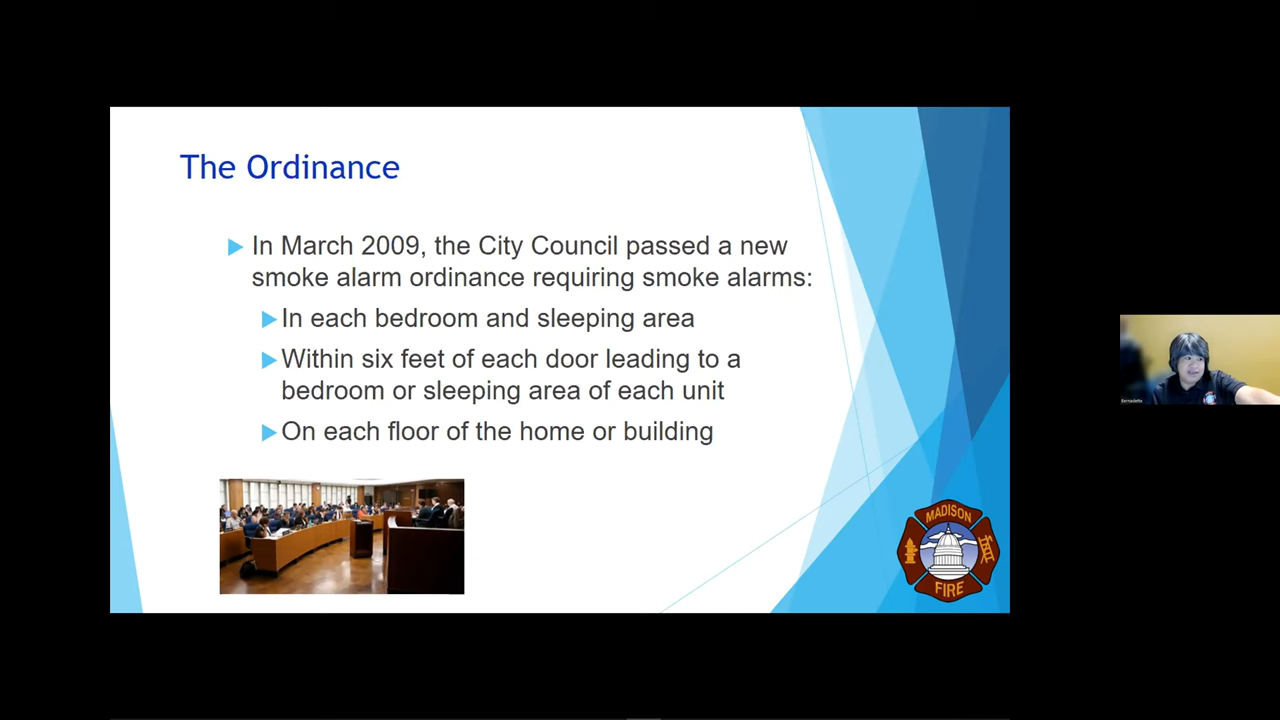 The Ordinance
In March 2009, the City Council passed a new
smoke alarm ordinance requiring smoke alarms:
In each bedroom and sleeping area
Within six feet of each door leading to a
bedroom or sleeping area of each unit
On each floor of the home or building
MADISON
FIRE
Bernadette